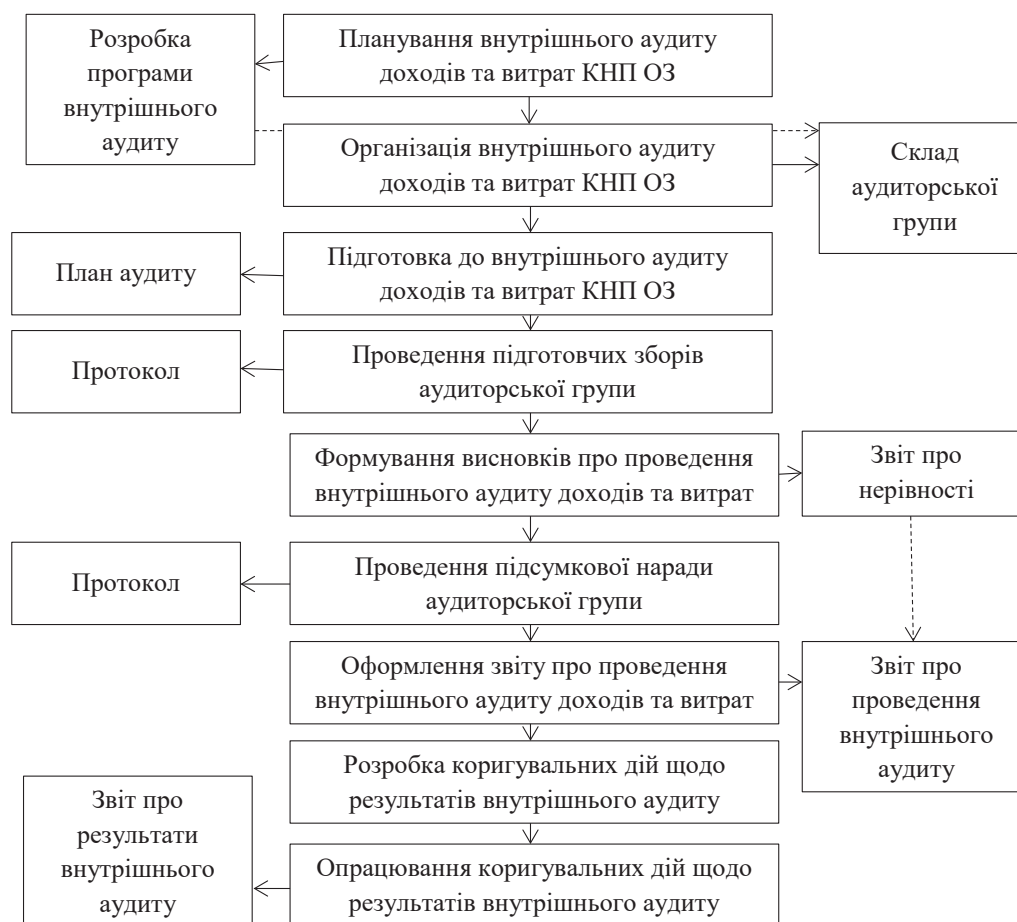 Розробка
програми
внутрішнього
аудиту
Планування внутрішнього аудиту
доходів та витрат КНП ОЗ
Організація внутрішнього аудиту
доходів та витрат КНП ОЗ
Склад
аудиторської
групи
План аудиту
Підготовка до внутрішнього аудиту
доходів та витрат КНП ОЗ
Протокол
Проведення підготовчих зборів
аудиторської групи
Формування висновків про проведення
внутрішнього аудиту доходів та витрат
Звіт про
нерівності
Протокол
Проведення підсумкової наради
аудиторської групи
Оформлення звіту про проведення
внутрішнього аудиту доходів та витрат
Звіт про
проведення
внутрішнього
аудиту
Розробка коригувальних дій щодо
результатів внутрішнього аудиту
Звіт про
результати
внутрішнього
аудиту
Опрацювання коригувальних дій щодо
результатів внутрішнього аудиту